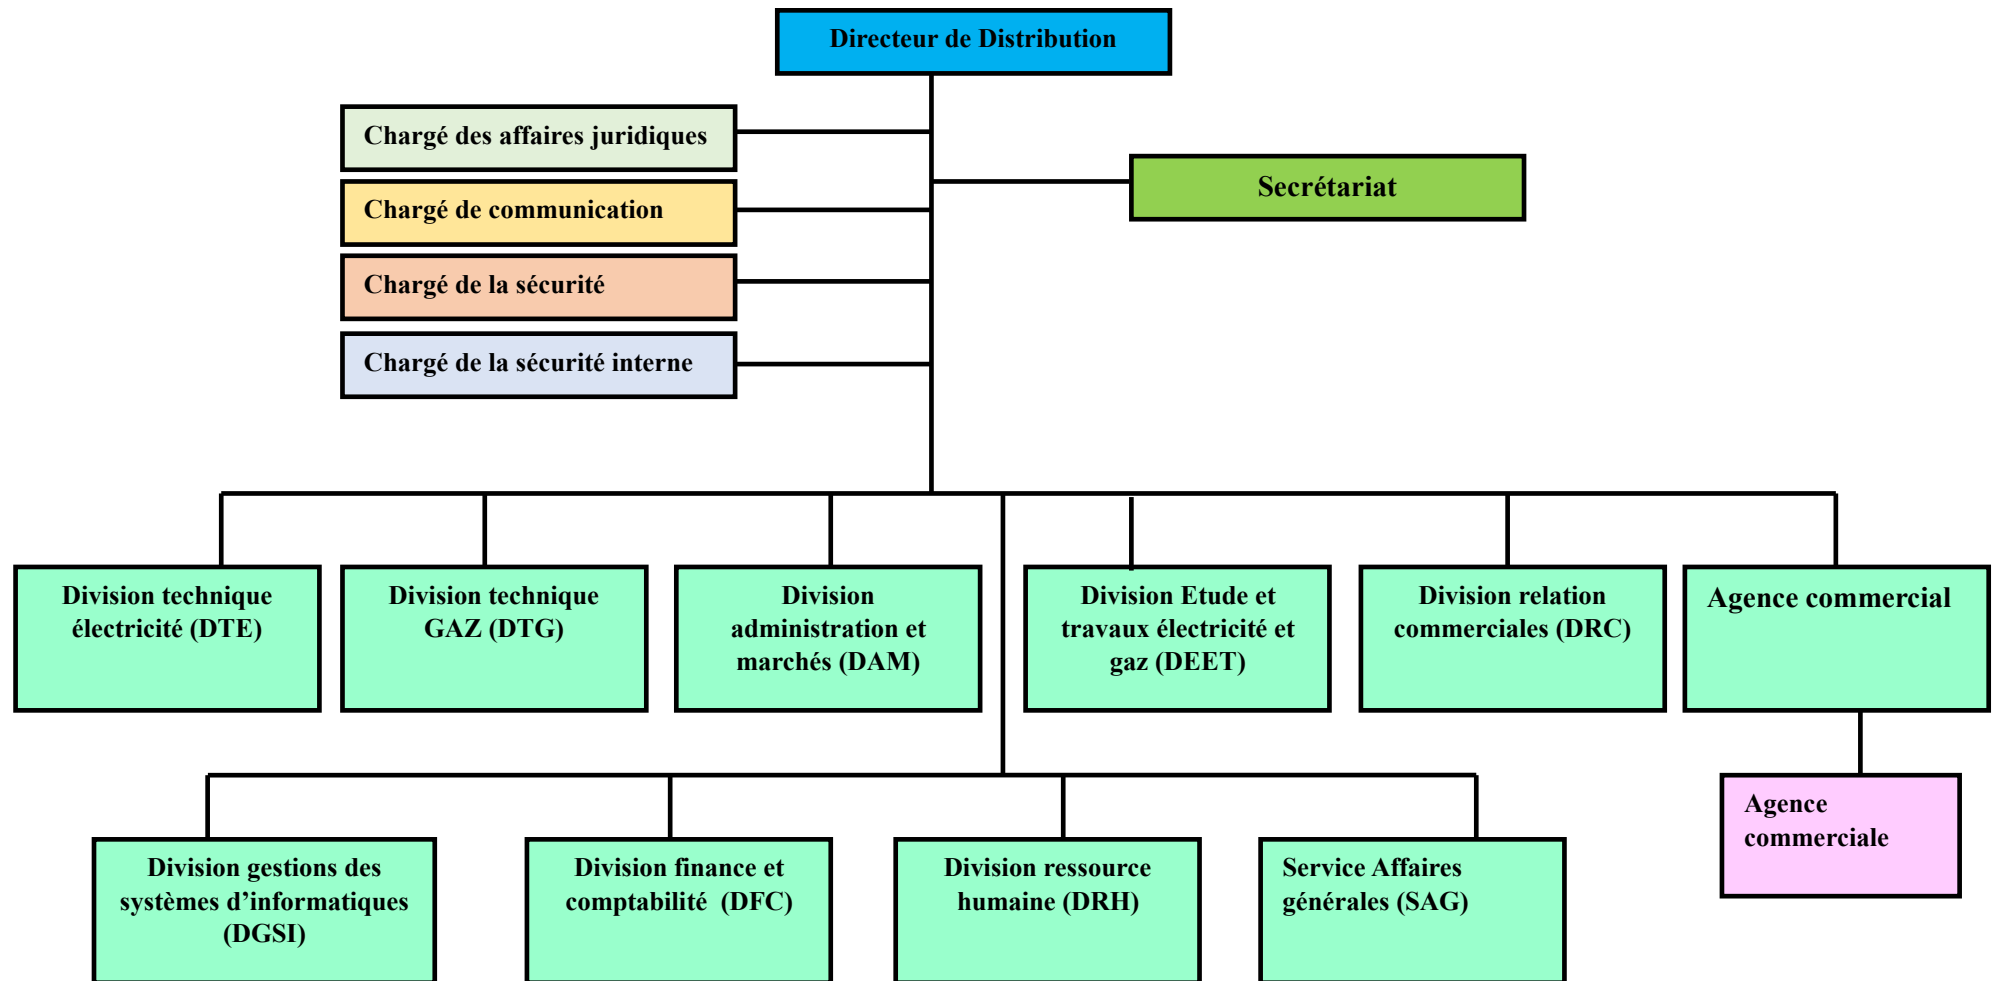 Directeur de Distribution
Chargé des affaires juridiques
Secrétariat
Chargé de communication
Chargé de la sécurité
Chargé de la sécurité interne
Division technique
électricité (DTE)
Division technique
GAZ (DTG)
Division
administration et
marchés (DAM)
Division Etude et
travaux électricité et
gaz (DEET)
Division relation
commerciales (DRC)
Agence commercial
Agence
commerciale
Division gestions des
systèmes d’informatiques
(DGSI)
Division finance et
comptabilité (DFC)
Division ressource
humaine (DRH)
Service Affaires
générales (SAG)